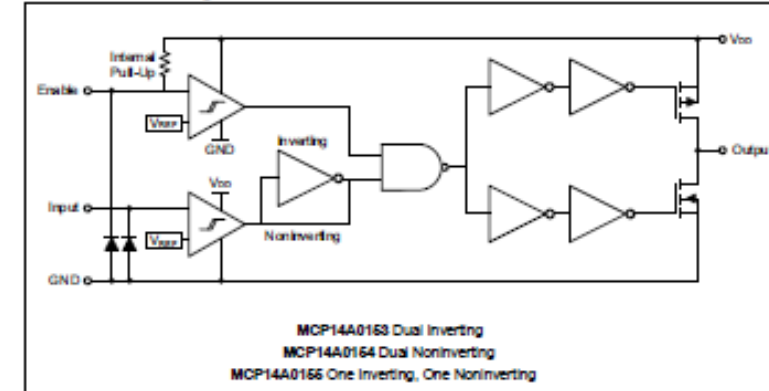 Internal
Pull-Up
VDD
Enable
VREF
GND
Inverting
Output
VDD
Input
VREF
Noninverting
GND
MCP14A0153 Dual Inverting
MCP14A0154 Dual Noninverting
MCP14A0155 One Inverting, One Noninverting